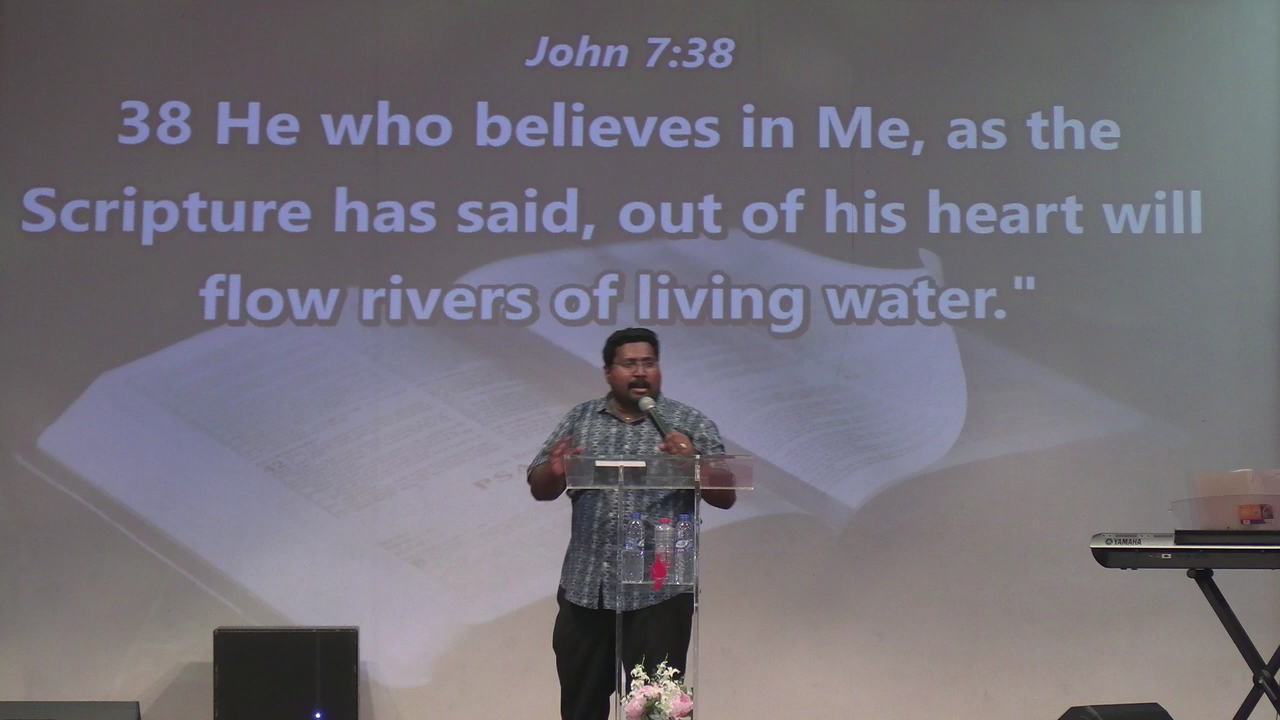 John 7:38
38 He who believes in Me, as the
Scripture has said, out of his heart will
flow rivers of living water."
YAMAHA